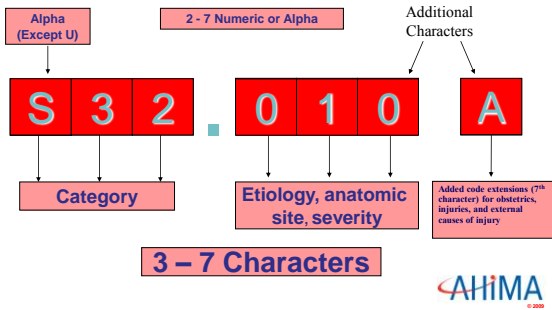 Alpha
(Except U)
2 - 7 Numeric or Alpha
Additional
Characters
S 3 2 . 0 1 0 A
Category
Etiology, anatomic
site, severity
Added code extensions (7th
character) for obstetrics,
injuries, and external
causes of injury
3 – 7 Characters
AHiMA
© 2009